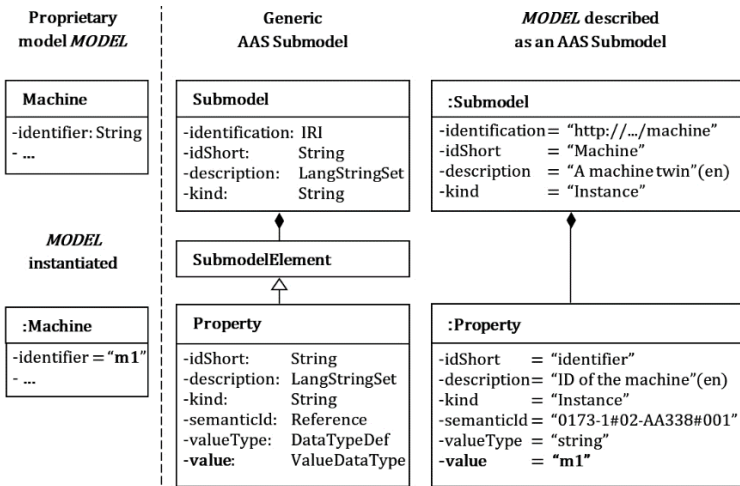 Proprietary
model MODEL
Machine
-identifier: String
- ...
MODEL
instantiated
:Machine
-identifier = “m1”
- ...
Generic
AAS Submodel
Submodel
-identification: IRI
-idShort: String
-description: LangStringSet
-kind: String
SubmodelElement
Property
-idShort: String
-description: LangStringSet
-kind: String
-semanticId: Reference
-valueType: DataTypeDef
-value: ValueDataType
MODEL described
as an AAS Submodel
:Submodel
-identification = “http://.../machine”
-idShort = “Machine”
-description = “A machine twin”(en)
-kind = “Instance”
:Property
-idShort = “identifier”
-description= “ID of the machine”(en)
-kind = “Instance”
-semanticId = “0173-1#02-AA338#001”
-valueType = “string”
-value = “m1”